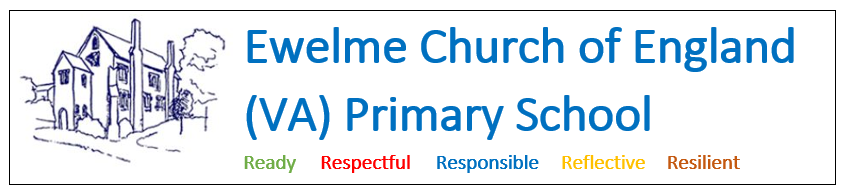 Ewelme Church of England
(VA) Primary School
Ready Respectful Responsible Reflective Resilient